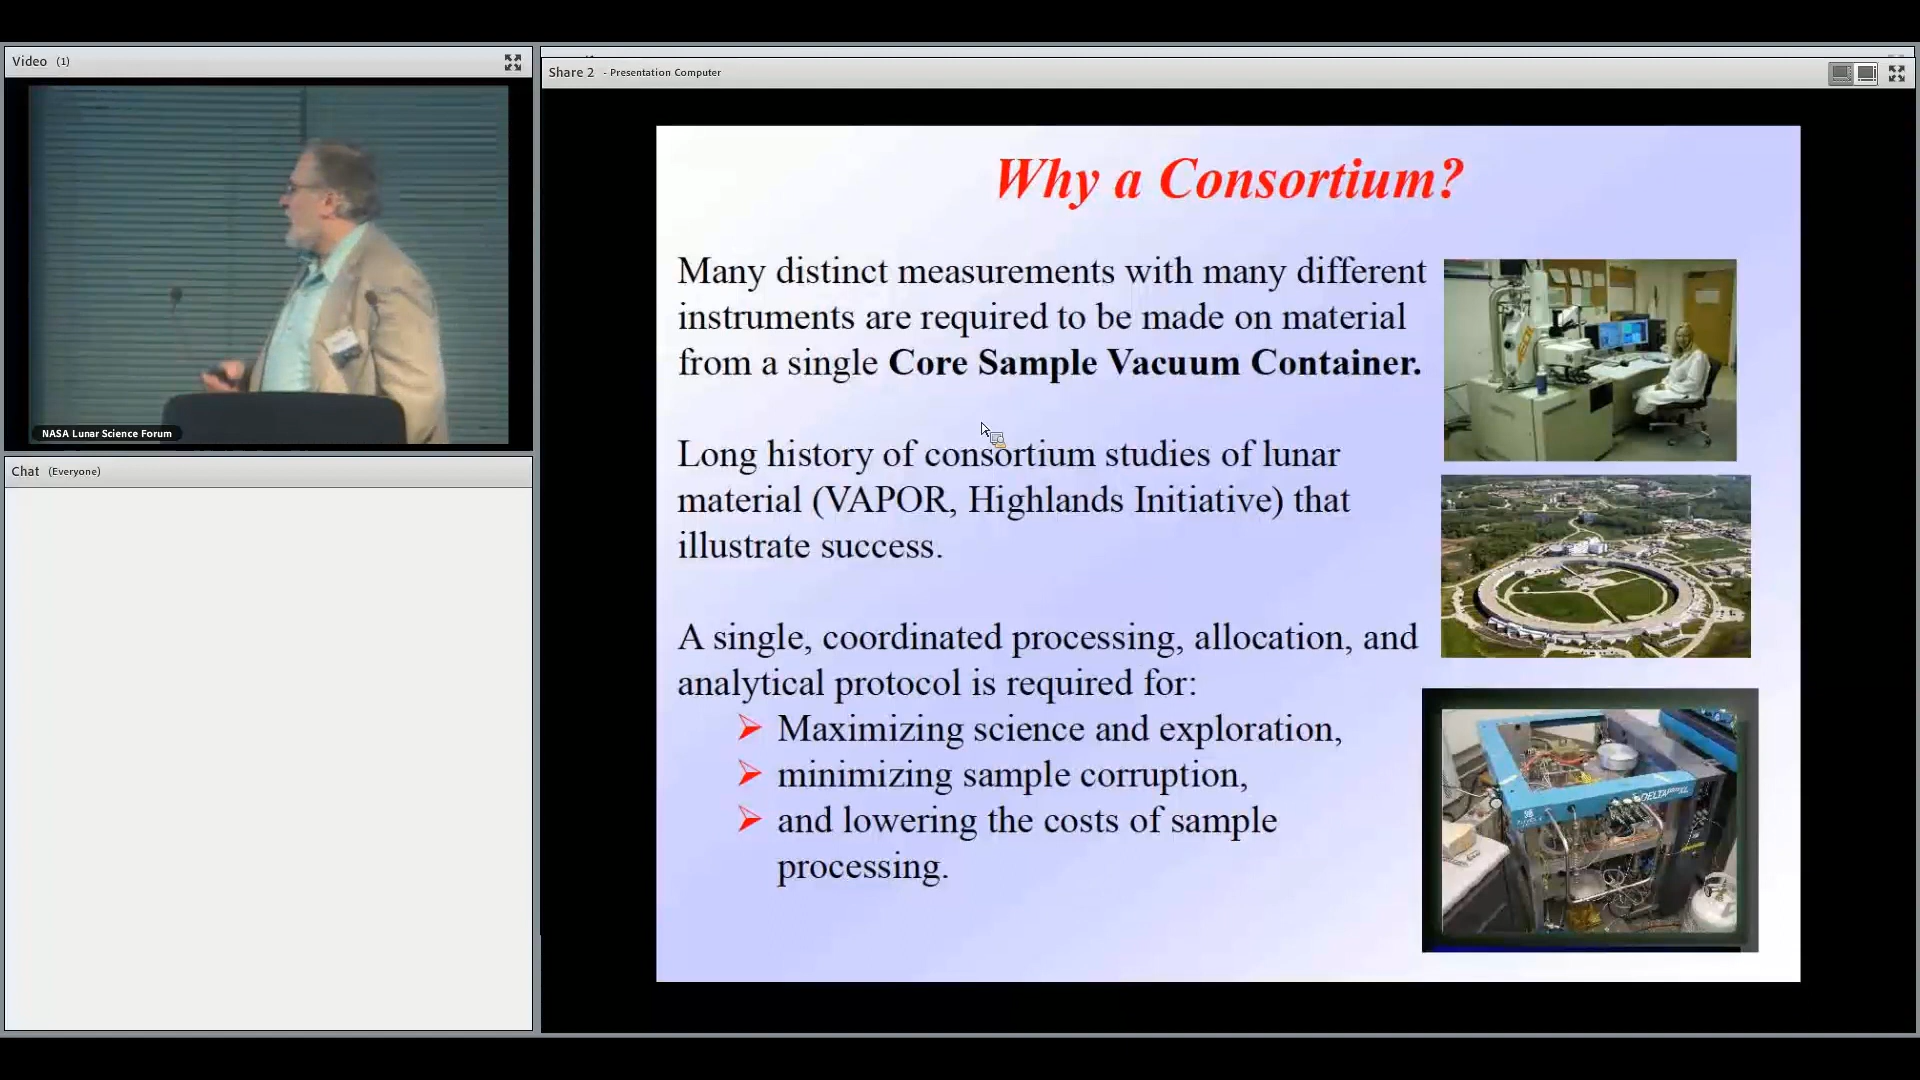 Video (1)
NASA Lunar Science Forum
Chat (Everyone)
Share 2 - Presentation Computer
Why a Consortium?
Many distinct measurements with many different
instruments are required to be made on material
from a single Core Sample Vacuum Container.
Long history of consortium studies of lunar
material (VAPOR, Highlands Initiative) that
illustrate success.
A single, coordinated processing, allocation, and
analytical protocol is required for:
Maximizing science and exploration,
minimizing sample corruption,
and lowering the costs of sample
processing.
DELTA